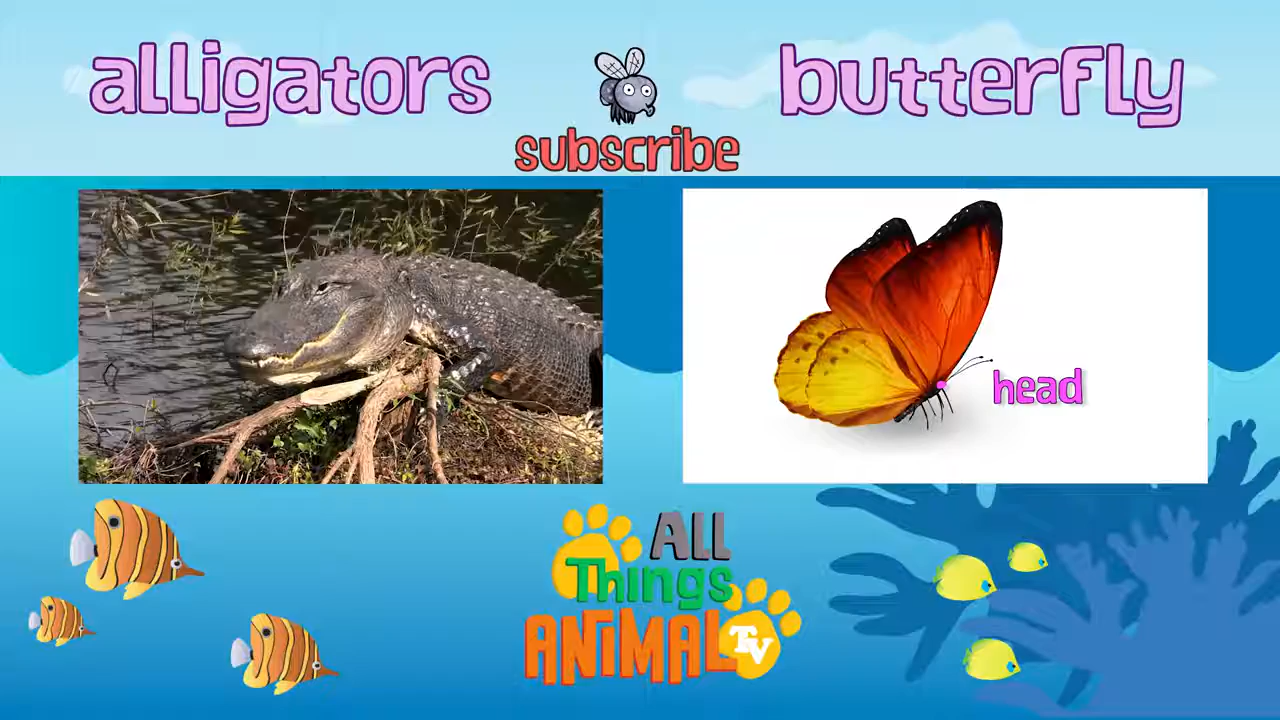 alligators
butterfly
subscribe
head
ALL
Things
ANIMAL
TV